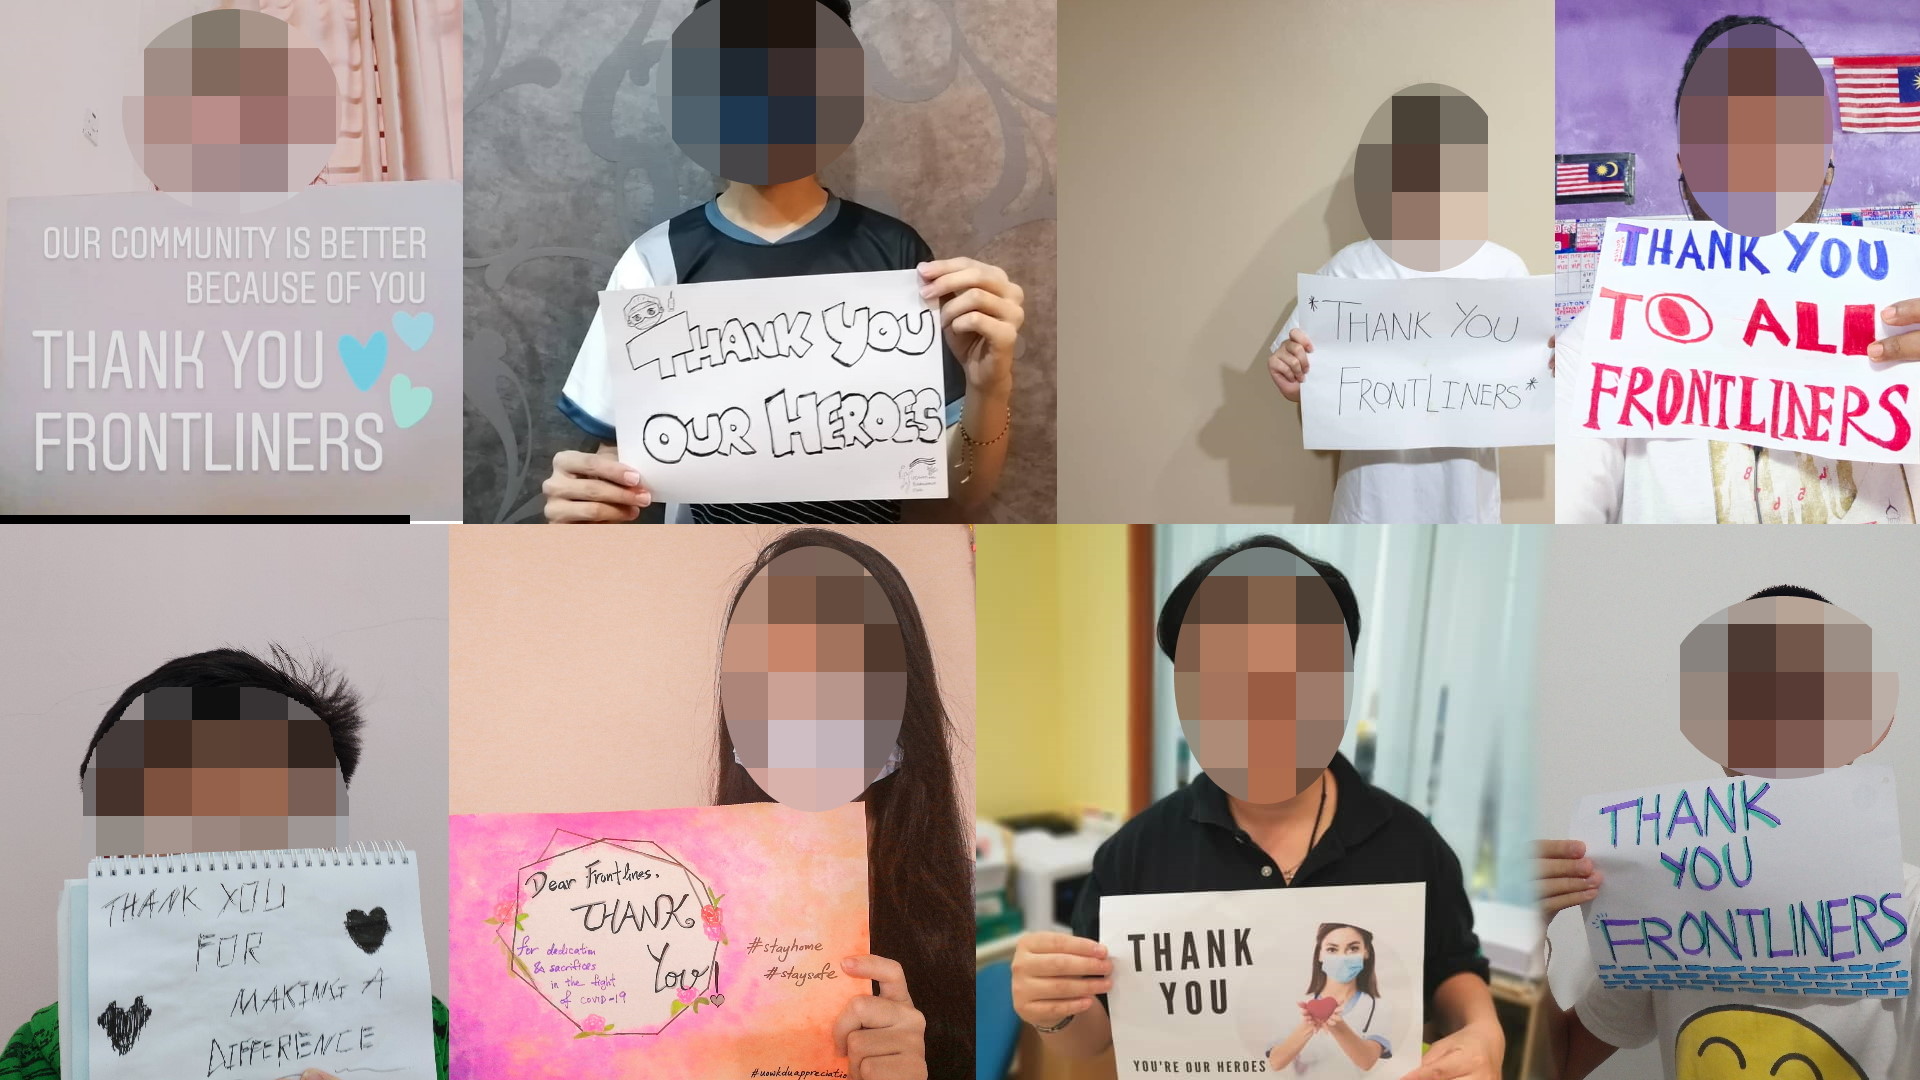 OUR COMMUNITY IS BETTER
BECAUSE OF YOU
THANK YOU
FRONTLINERS
THANK YOU
OUR HEROES
*THANK YOU
FRONTLINERS*
THANK YOU
TO ALL
FRONTLINERS
THANK YOU
FOR
MAKING A
DIFFERENCE
Dear Frontlines,
THANK
You!
for dedication
& sacrifices
in the fight
of COVID-19
#stayhome
#staysafe
#uowkduappreciatio
THANK
YOU
YOU'RE OUR HEROES
THANK
YOU
FRONTLINERS